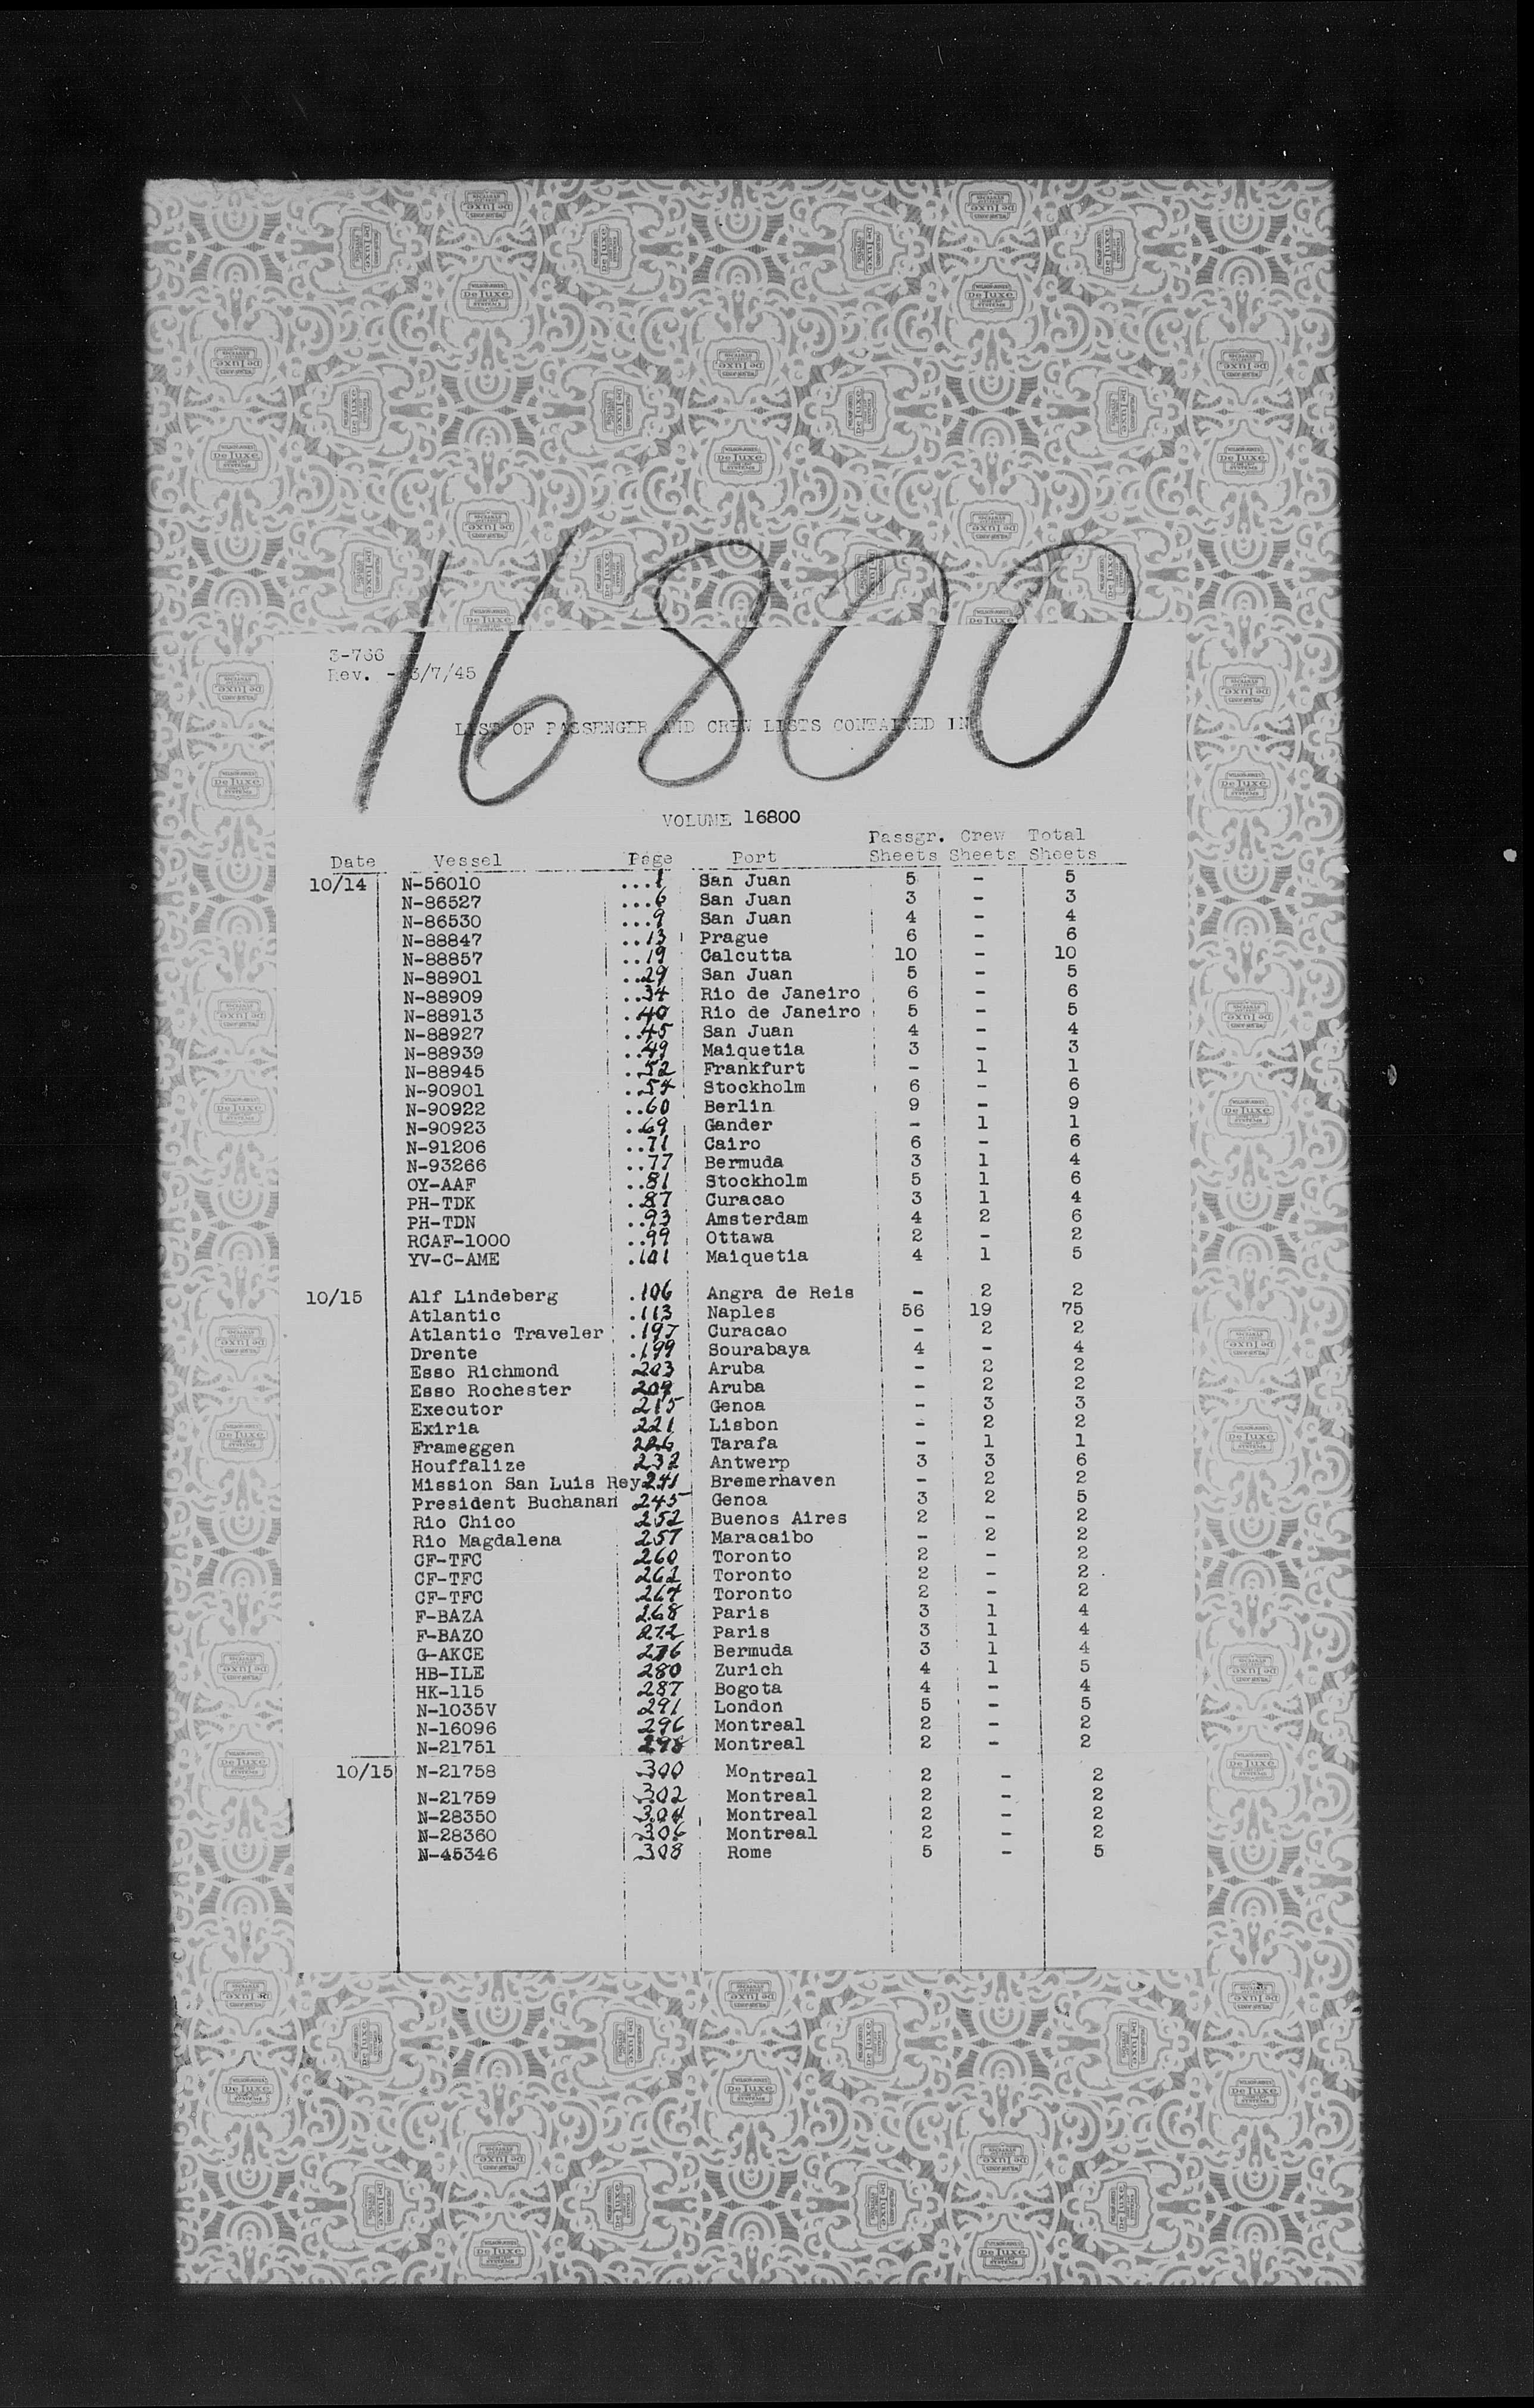 16800
3-766
Rev. - 3/7/45
LIST OF PASSENGER AND CREW LISTS CONTAINED IN
VOLUME 16800
Passgr. Crew Total
Date Vessel Page Port Sheets Sheets Sheets
10/14 N-56010 ...1 San Juan 5 - 5
N-86527 ...6 San Juan 3 - 3
N-86530 ...9 San Juan 4 - 4
N-88847 ..13 Prague 6 - 6
N-88857 ..19 Calcutta 10 - 10
N-88901 ..29 San Juan 5 - 5
N-88909 ..34 Rio de Janeiro 6 - 6
N-88913 .40 Rio de Janeiro 5 - 5
N-88927 ..45 San Juan 4 - 4
N-88939 ..49 Maiquetia 3 - 3
N-88945 ..52 Frankfurt - 1 1
N-90901 ..54 Stockholm 6 - 6
N-90922 ..60 Berlin 9 - 9
N-90923 ..69 Gander - 1 1
N-91206 ..71 Cairo 6 - 6
N-93266 ..77 Bermuda 3 1 4
OY-AAF ..81 Stockholm 5 1 6
PH-TDK ..87 Curacao 3 1 4
PH-TDN ..93 Amsterdam 4 2 6
RCAF-1000 ..99 Ottawa 2 - 2
YV-C-AME .101 Maiquetia 4 1 5
10/15 Alf Lindeberg .106 Angra de Reis - 2 2
Atlantic .113 Naples 56 19 75
Atlantic Traveler .197 Curacao - 2 2
Drente .199 Sourabaya 4 - 4
Esso Richmond 203 Aruba - 2 2
Esso Rochester 209 Aruba - 2 2
Executor 215 Genoa - 3 3
Exiria 221 Lisbon - 2 2
Frameggen 226 Tarafa - 1 1
Houffalize 232 Antwerp 3 3 6
Mission San Luis Rey 241 Bremerhaven - 2 2
President Buchanan 245 Genoa 3 2 5
Rio Chico 252 Buenos Aires 2 - 2
Rio Magdalena 257 Maracaibo - 2 2
CF-TFC 260 Toronto 2 - 2
CF-TFC 262 Toronto 2 - 2
CF-TFC 264 Toronto 2 - 2
F-BAZA 268 Paris 3 1 4
F-BAZO 272 Paris 3 1 4
G-AKCE 276 Bermuda 3 1 4
HB-ILE 280 Zurich 4 1 5
HK-115 287 Bogota 4 - 4
N-1035V 291 London 5 - 5
N-16096 296 Montreal 2 - 2
N-21751 298 Montreal 2 - 2
10/15 N-21758 300 Montreal 2 - 2
N-21759 302 Montreal 2 - 2
N-28350 304 Montreal 2 - 2
N-28360 306 Montreal 2 - 2
N-45346 308 Rome 5 - 5